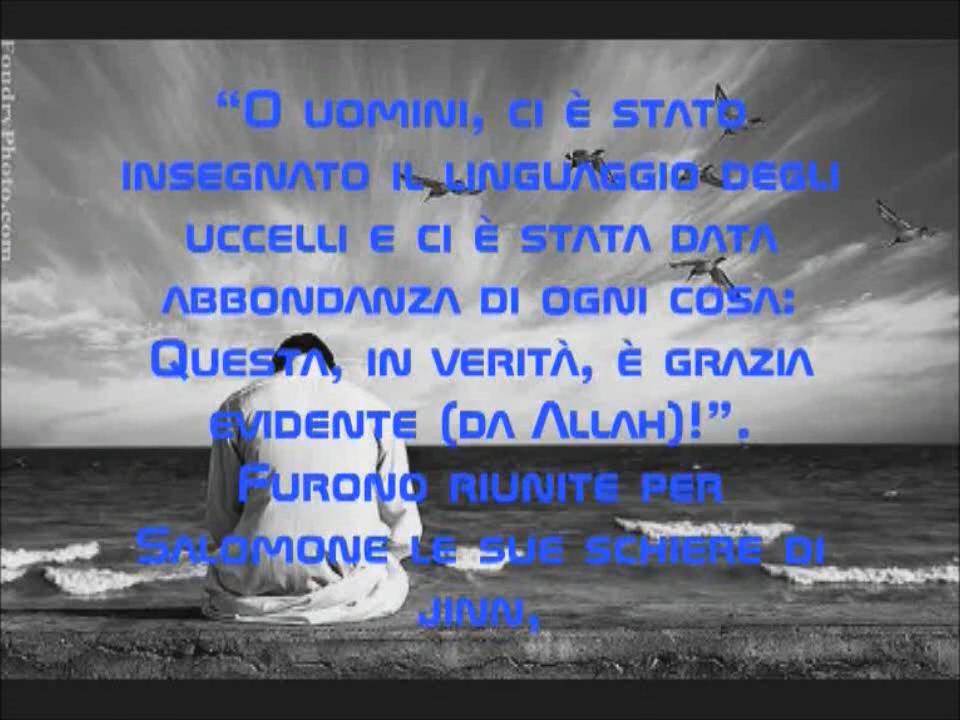 “O uomini, ci è stato
insegnato il linguaggio degli
uccelli e ci è stata data
abbondanza di ogni cosa:
Questa, in verità, è grazia
evidente (da Allah)!”.
Furono riunite per
Salomone le sue schiere di
jinn,
FoudryPhoto.com